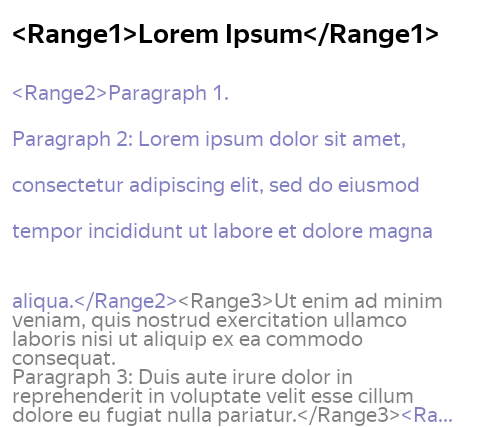 <Range1>Lorem Ipsum</Range1>
<Range2>Paragraph 1.
Paragraph 2: Lorem ipsum dolor sit amet,
consectetur adipiscing elit, sed do eiusmod
tempor incididunt ut labore et dolore magna
aliqua.</Range2><Range3>Ut enim ad minim
veniam, quis nostrud exercitation ullamco
laboris nisi ut aliquip ex ea commodo
consequat.
Paragraph 3: Duis aute irure dolor in
reprehenderit in voluptate velit esse cillum
dolore eu fugiat nulla pariatur.</Range3><Ra...